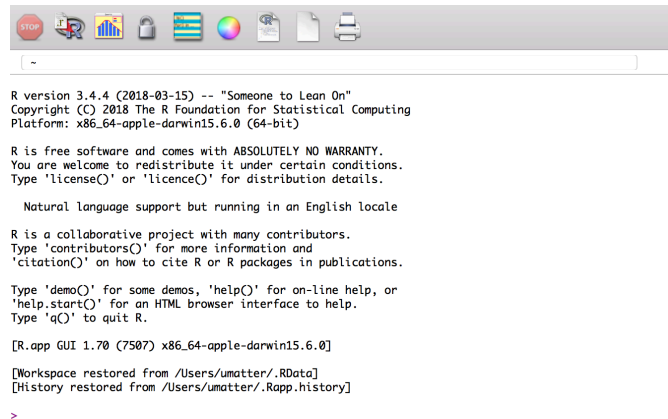 STOP
R
~
R version 3.4.4 (2018-03-15) -- "Someone to Lean On"
Copyright (C) 2018 The R Foundation for Statistical Computing
Platform: x86_64-apple-darwin15.6.0 (64-bit)
R is free software and comes with ABSOLUTELY NO WARRANTY.
You are welcome to redistribute it under certain conditions.
Type 'license()' or 'licence()' for distribution details.
Natural language support but running in an English locale
R is a collaborative project with many contributors.
Type 'contributors()' for more information and
'citation()' on how to cite R or R packages in publications.
Type 'demo()' for some demos, 'help()' for on-line help, or
'help.start()' for an HTML browser interface to help.
Type 'q()' to quit R.
[R.app GUI 1.70 (7507) x86_64-apple-darwin15.6.0]
[Workspace restored from /Users/umatter/.RData]
[History restored from /Users/umatter/.Rapp.history]
>